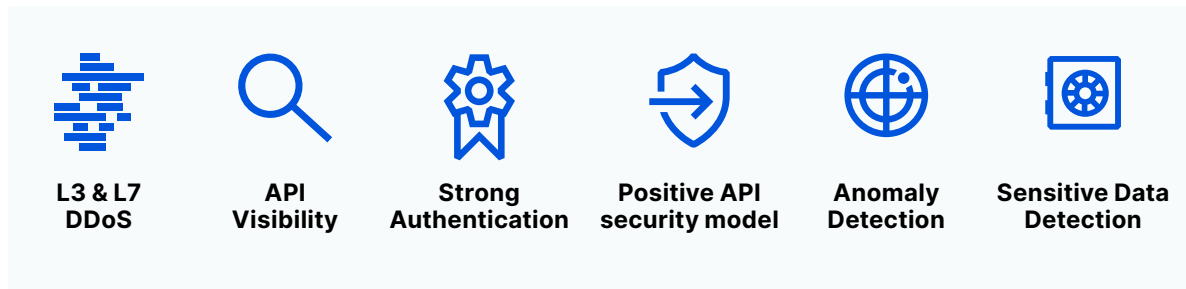 L3 & L7
DDoS
API
Visibility
Strong
Authentication
Positive API
security model
Anomaly
Detection
Sensitive Data
Detection